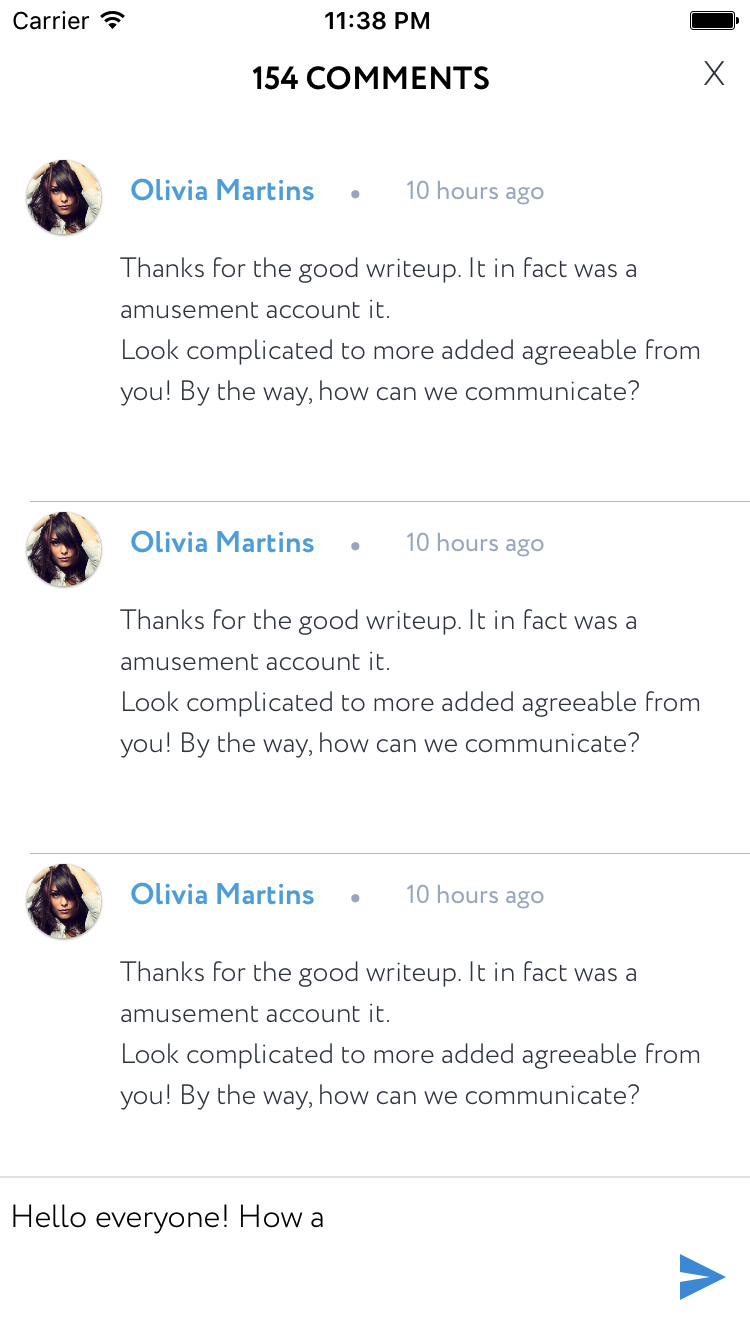 Carrier 11:38 PM
154 COMMENTS X
Olivia Martins • 10 hours ago
Thanks for the good writeup. It in fact was a
amusement account it.
Look complicated to more added agreeable from
you! By the way, how can we communicate?
Olivia Martins • 10 hours ago
Thanks for the good writeup. It in fact was a
amusement account it.
Look complicated to more added agreeable from
you! By the way, how can we communicate?
Olivia Martins • 10 hours ago
Thanks for the good writeup. It in fact was a
amusement account it.
Look complicated to more added agreeable from
you! By the way, how can we communicate?
Hello everyone! How a